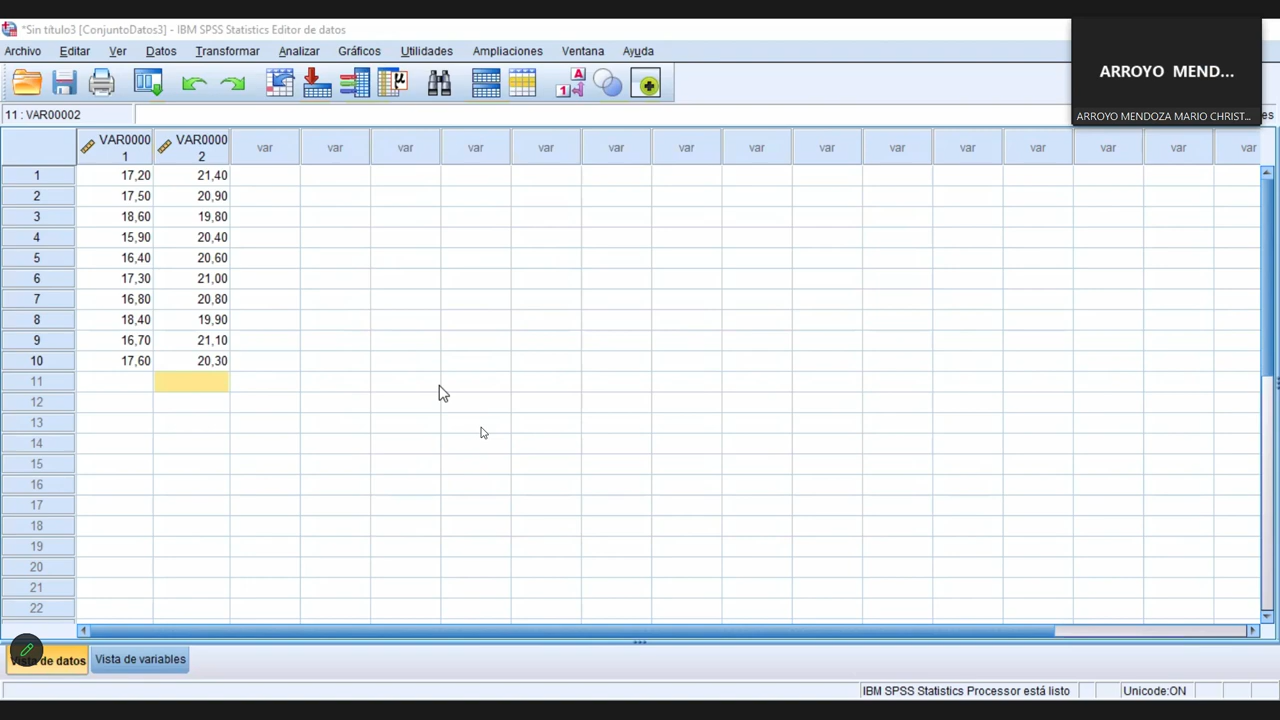 *Sin título3 [ConjuntoDatos3] - IBM SPSS Statistics Editor de datos
Archivo Editar Ver Datos Transformar Analizar Gráficos Utilidades Ampliaciones Ventana Ayuda
ARROYO MEND...
ARROYO MENDOZA MARIO CHRIST...
11 : VAR00002
VAR0000 1 VAR0000 2 var var var var var var var var var var var var var var var
1 17,20 21,40
2 17,50 20,90
3 18,60 19,80
4 15,90 20,40
5 16,40 20,60
6 17,30 21,00
7 16,80 20,80
8 18,40 19,90
9 16,70 21,10
10 17,60 20,30
11
12
13
14
15
16
17
18
19
20
21
22
Vista de datos Vista de variables
IBM SPSS Statistics Processor está listo Unicode:ON